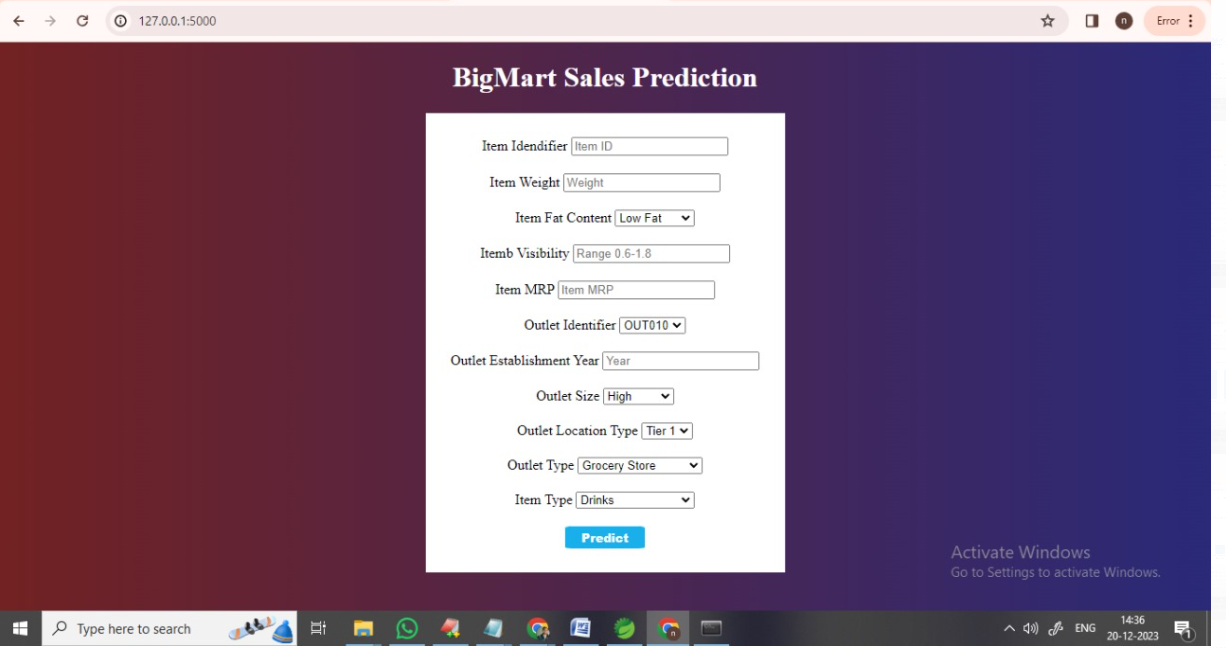 127.0.0.1:5000
n
Error
BigMart Sales Prediction
Item Idendifier Item ID
Item Weight Weight
Item Fat Content Low Fat
Itemb Visibility Range 0.6-1.8
Item MRP Item MRP
Outlet Identifier OUT010
Outlet Establishment Year Year
Outlet Size High
Outlet Location Type Tier 1
Outlet Type Grocery Store
Item Type Drinks
Predict
Activate Windows
Go to Settings to activate Windows.
Type here to search
ENG
14:36
20-12-2023
1